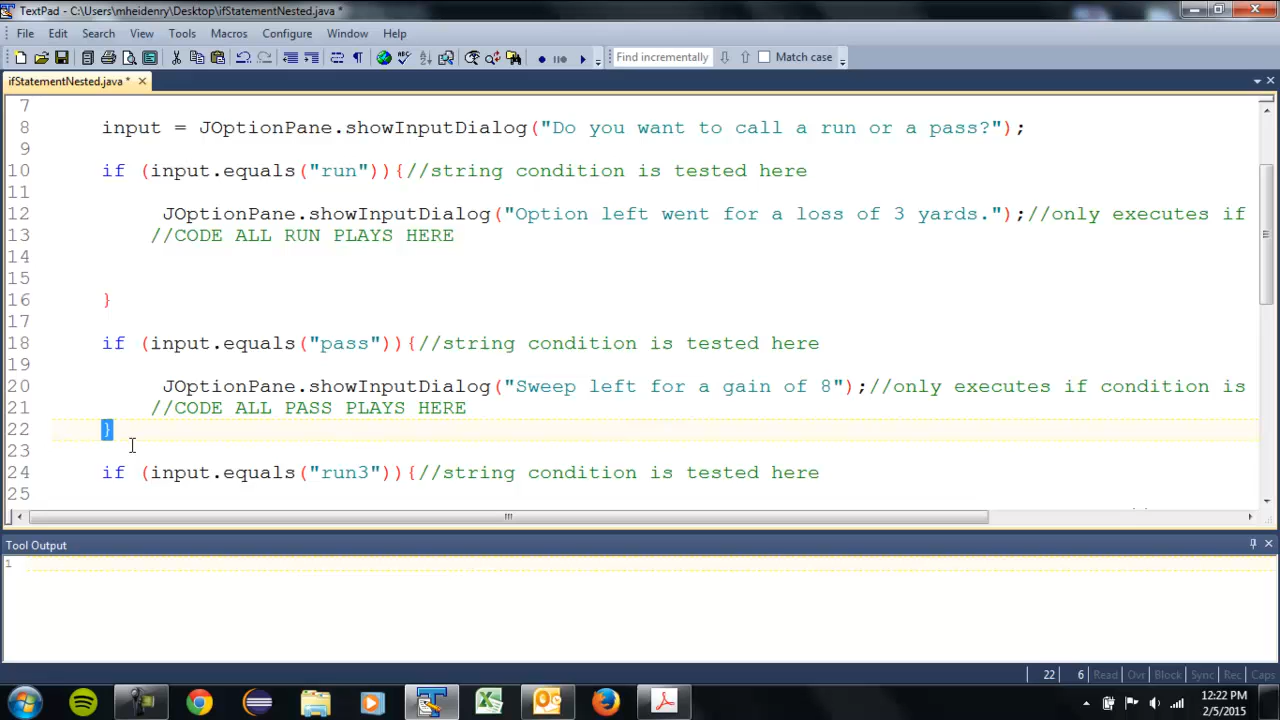 TextPad - C:\Users\mheidenry\Desktop\ifStatementNested.java *
File Edit Search View Tools Macros Configure Window Help
Find incrementally Match case
ifStatementNested.java *
7
8 input = JOptionPane.showInputDialog("Do you want to call a run or a pass?");
9
10 if (input.equals("run")){//string condition is tested here
11
12 JOptionPane.showInputDialog("Option left went for a loss of 3 yards.");//only executes if
13 //CODE ALL RUN PLAYS HERE
14
15
16 }
17
18 if (input.equals("pass")){//string condition is tested here
19
20 JOptionPane.showInputDialog("Sweep left for a gain of 8");//only executes if condition is
21 //CODE ALL PASS PLAYS HERE
22 }
23
24 if (input.equals("run3")){//string condition is tested here
25
Tool Output
1
22 6 Read Ovr Block Sync Rec Caps
12:22 PM
2/5/2015